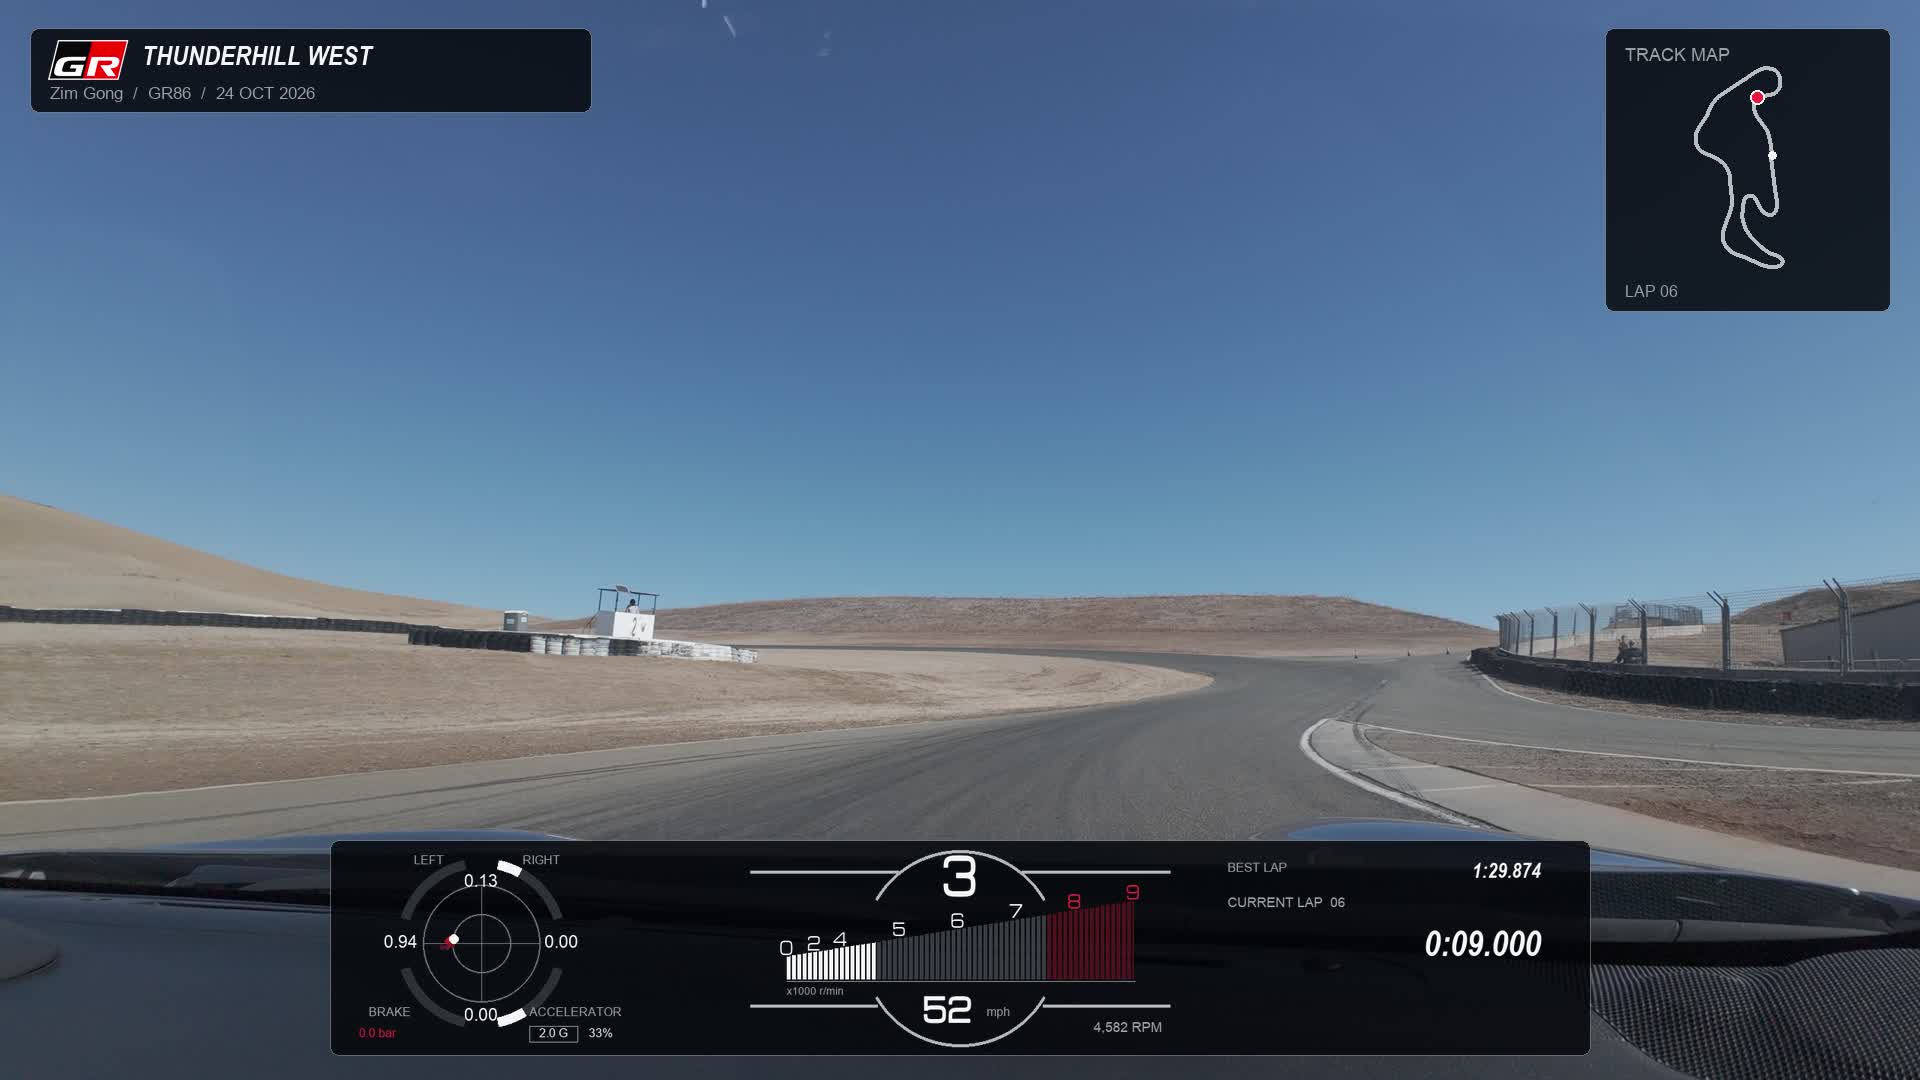 GR THUNDERHILL WEST
Zim Gong / GR86 / 24 OCT 2026
TRACK MAP
LAP 06
2
LEFT RIGHT
0.13
0.94 0.00
0.00
BRAKE ACCELERATOR
0.0 bar 2.0 G 33%
3
0 2 4 5 6 7 8 9
x1000 r/min
52 mph
4,582 RPM
BEST LAP 1:29.874
CURRENT LAP 06
0:09.000